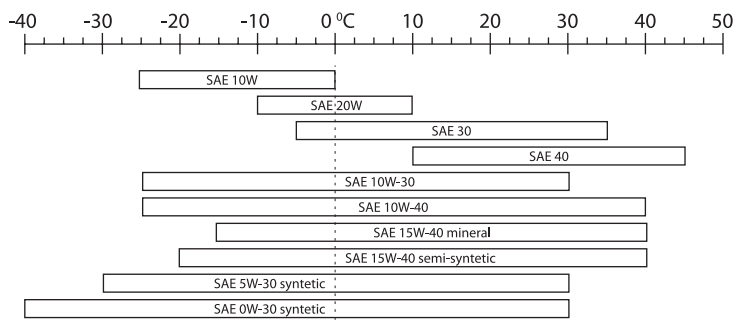 -40 -30 -20 -10 0 ⁰C 10 20 30 40 50
SAE 10W
SAE 20W
SAE 30
SAE 40
SAE 10W-30
SAE 10W-40
SAE 15W-40 mineral
SAE 15W-40 semi-syntetic
SAE 5W-30 syntetic
SAE 0W-30 syntetic